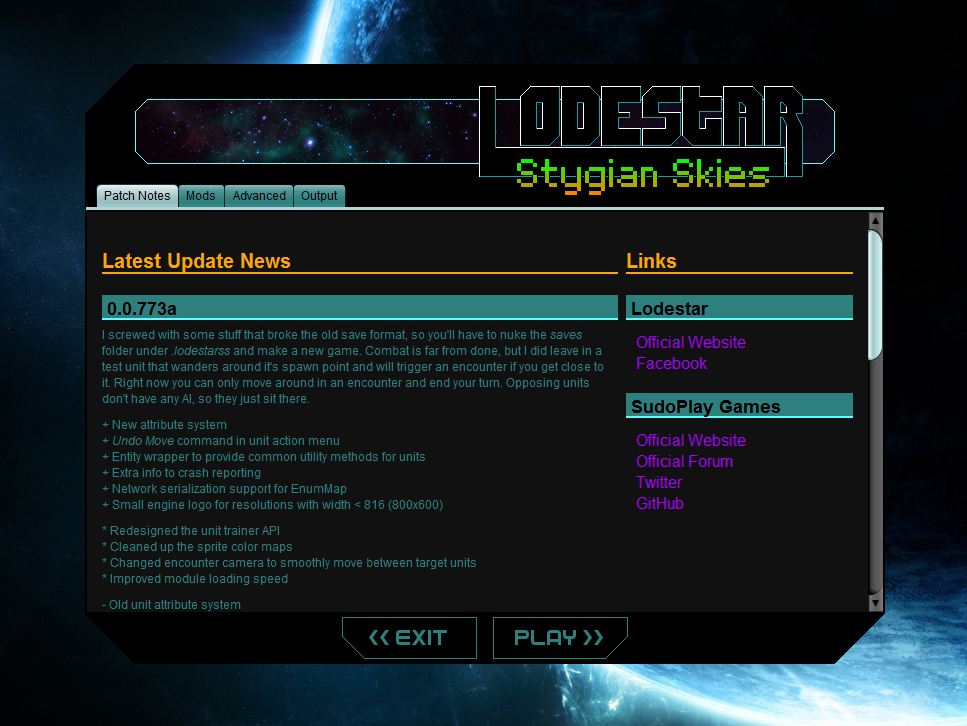 LODESTAR
Stygian Skies
Patch Notes
Mods
Advanced
Output
Latest Update News
0.0.773a
I screwed with some stuff that broke the old save format, so you'll have to nuke the saves
folder under .lodestarss and make a new game. Combat is far from done, but I did leave in a
test unit that wanders around it's spawn point and will trigger an encounter if you get close to
it. Right now you can only move around in an encounter and end your turn. Opposing units
don't have any AI, so they just sit there.
+ New attribute system
+ Undo Move command in unit action menu
+ Entity wrapper to provide common utility methods for units
+ Extra info to crash reporting
+ Network serialization support for EnumMap
+ Small engine logo for resolutions with width < 816 (800x600)
* Redesigned the unit trainer API
* Cleaned up the sprite color maps
* Changed encounter camera to smoothly move between target units
* Improved module loading speed
- Old unit attribute system
Links
Lodestar
Official Website
Facebook
SudoPlay Games
Official Website
Official Forum
Twitter
GitHub
<< EXIT
PLAY >>